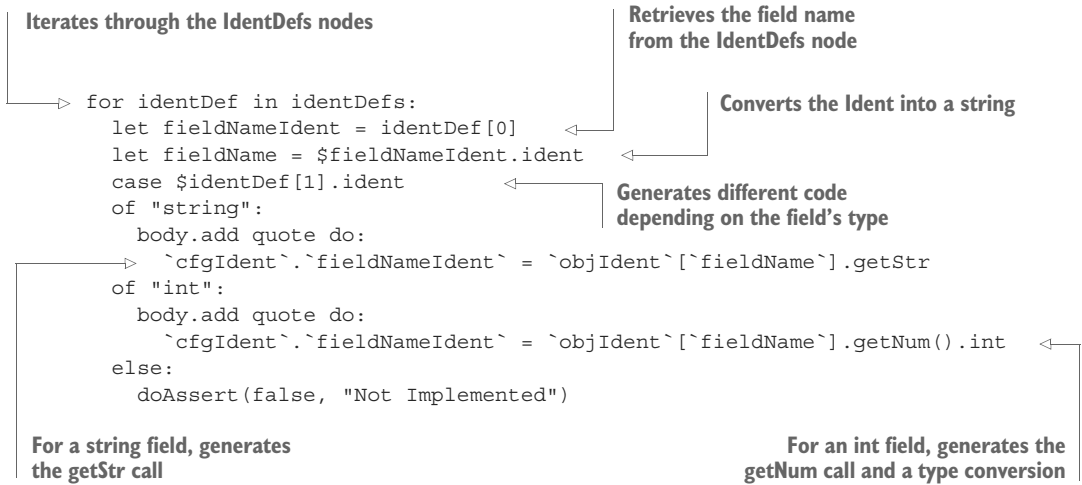 Iterates through the IdentDefs nodes
Retrieves the field name
from the IdentDefs node
for identDef in identDefs:
Converts the Ident into a string
let fieldNameIdent = identDef[0]
let fieldName = $fieldNameIdent.ident
case $identDef[1].ident
Generates different code
depending on the field's type
of "string":
body.add quote do:
`cfgIdent`.`fieldNameIdent` = `objIdent`[`fieldName`].getStr
of "int":
body.add quote do:
`cfgIdent`.`fieldNameIdent` = `objIdent`[`fieldName`].getNum().int
else:
doAssert(false, "Not Implemented")
For a string field, generates
the getStr call
For an int field, generates the
getNum call and a type conversion